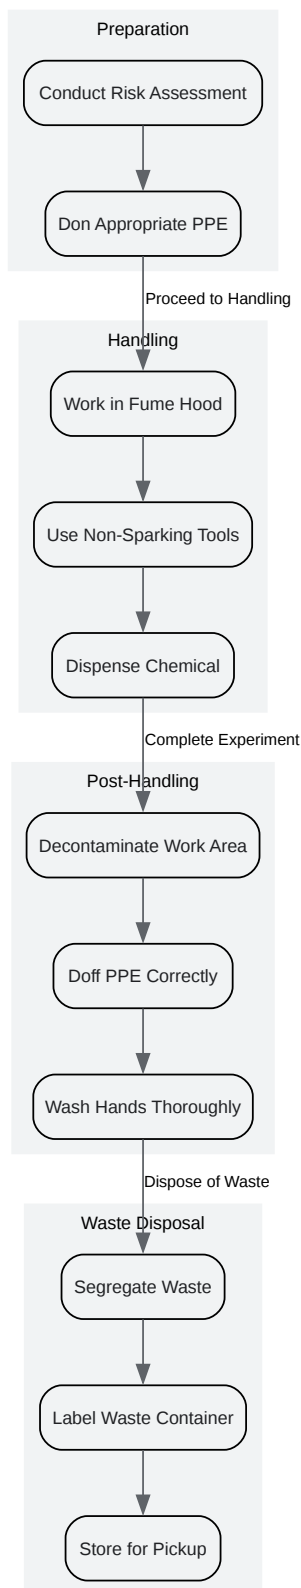 Preparation
Conduct Risk Assessment
Don Appropriate PPE
Proceed to Handling
Handling
Work in Fume Hood
Use Non-Sparking Tools
Dispense Chemical
Complete Experiment
Post-Handling
Decontaminate Work Area
Doff PPE Correctly
Wash Hands Thoroughly
Dispose of Waste
Waste Disposal
Segregate Waste
Label Waste Container
Store for Pickup